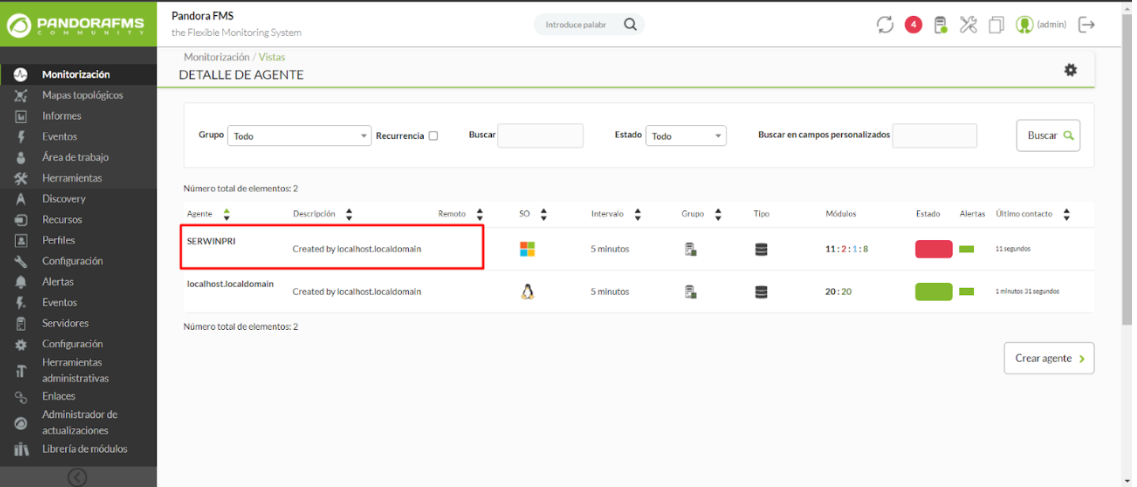 PANDORAFMS
COMMUNITY
Pandora FMS
the Flexible Monitoring System
Introduce palabr
4
(admin)
Monitorización
Mapas topológicos
Informes
Eventos
Área de trabajo
Herramientas
Discovery
Recursos
Perfiles
Configuración
Alertas
Eventos
Servidores
Configuración
Herramientas
administrativas
Enlaces
Administrador de
actualizaciones
Librería de módulos
Monitorización / Vistas
DETALLE DE AGENTE
Grupo Todo Recurrencia Buscar Estado Todo Buscar en campos personalizados Buscar
Número total de elementos: 2
Agente Descripción Remoto SO Intervalo Grupo Tipo Módulos Estado Alertas Último contacto
SERWINPRI Created by localhost.localdomain 5 minutos 11 : 2 : 1 : 8 11 segundos
localhost.localdomain Created by localhost.localdomain 5 minutos 20 : 20 1 minutos 31 segundos
Número total de elementos: 2
Crear agente